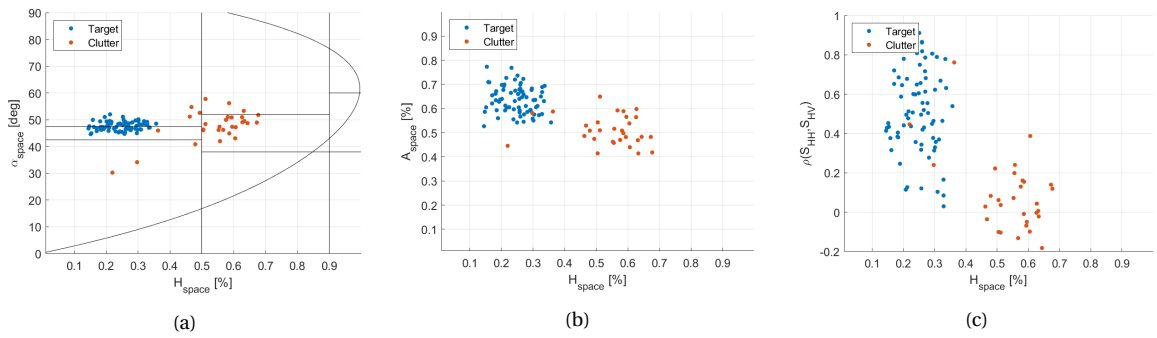 90
80
70
60
50
40
30
20
10
0
α_space [deg]
Target
Clutter
0.1 0.2 0.3 0.4 0.5 0.6 0.7 0.8 0.9
H_space [%]
(a)
0.9
0.8
0.7
0.6
0.5
0.4
0.3
0.2
0.1
A_space [%]
Target
Clutter
0.1 0.2 0.3 0.4 0.5 0.6 0.7 0.8 0.9
H_space [%]
(b)
1
0.8
0.6
0.4
0.2
0
-0.2
ρ(S_HH,S_HV)
Target
Clutter
0.1 0.2 0.3 0.4 0.5 0.6 0.7 0.8 0.9
H_space [%]
(c)